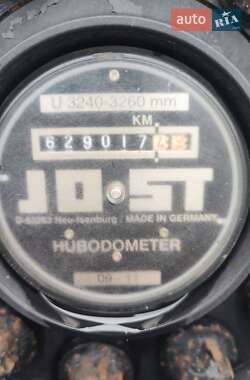 auto
RIA
U 3240-3260 mm
KM
629017
JOST
D-63263 Neu-Isenburg / MADE IN GERMANY
HUBODOMETER
09 11